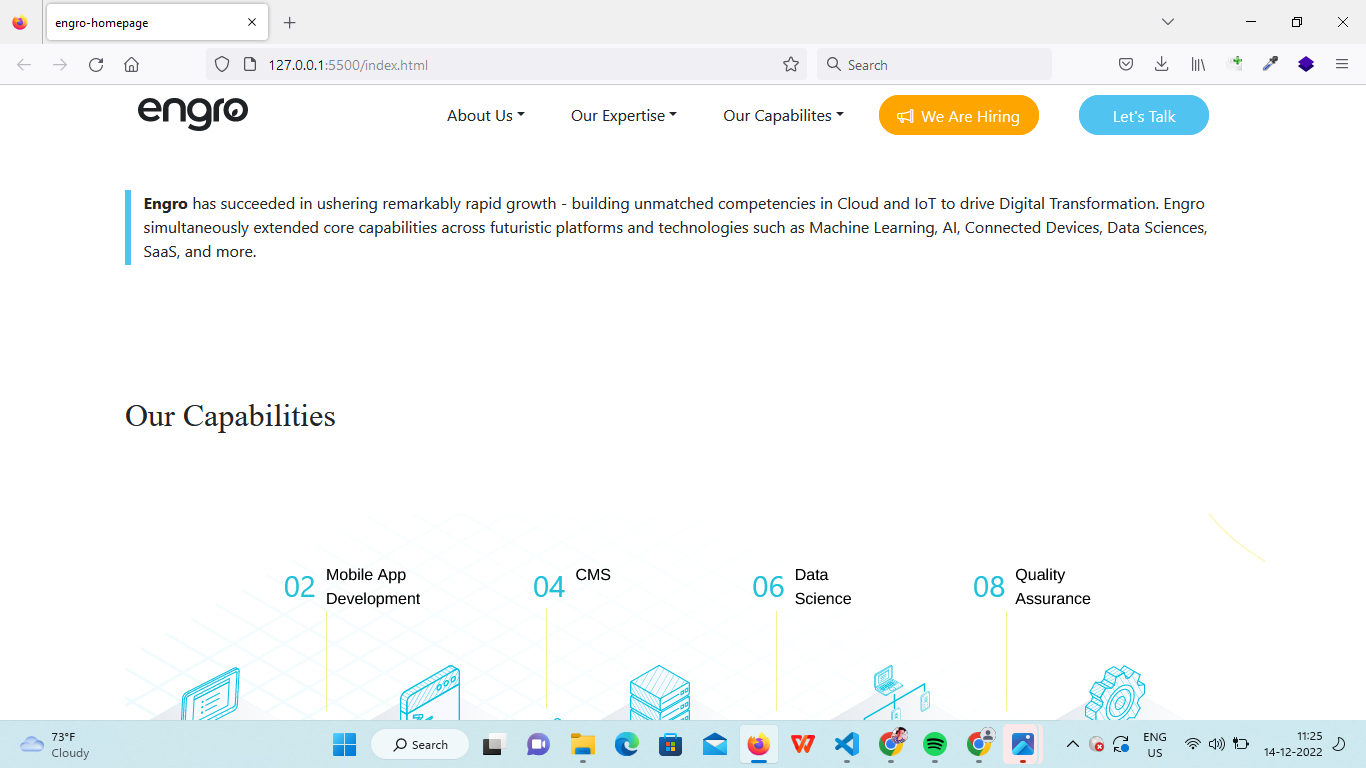 engro-homepage
127.0.0.1:5500/index.html
Search
engro
About Us
Our Expertise
Our Capabilites
We Are Hiring
Let's Talk
Engro has succeeded in ushering remarkably rapid growth - building unmatched competencies in Cloud and IoT to drive Digital Transformation. Engro
simultaneously extended core capabilities across futuristic platforms and technologies such as Machine Learning, AI, Connected Devices, Data Sciences,
SaaS, and more.
Our Capabilities
02
Mobile App
Development
04
CMS
06
Data
Science
08
Quality
Assurance
73°F
Cloudy
Search
ENG
US
11:25
14-12-2022